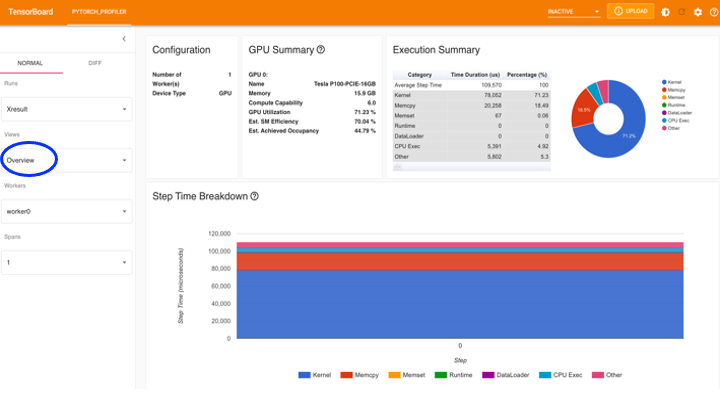 TensorBoard
PYTORCH_PROFILER
INACTIVE
UPLOAD
NORMAL
DIFF
Runs
Xresult
Views
Overview
Workers
worker0
Spans
1
Configuration
Number of Worker(s) 1
Device Type GPU
GPU Summary
GPU 0:
Name Tesla P100-PCIE-16GB
Memory 15.9 GB
Compute Capability 6.0
GPU Utilization 71.23 %
Est. SM Efficiency 70.04 %
Est. Achieved Occupancy 44.79 %
Execution Summary
Category Time Duration (us) Percentage (%)
Average Step Time 109,570 100
Kernel 78,052 71.23
Memcpy 20,258 18.49
Memset 67 0.06
Runtime 0 0
DataLoader 0 0
CPU Exec 5,391 4.92
Other 5,802 5.3
18.5%
71.2%
Kernel
Memcpy
Memset
Runtime
DataLoader
CPU Exec
Other
Step Time Breakdown
Step Time (microseconds)
120,000
100,000
80,000
60,000
40,000
20,000
0
0
Step
Kernel Memcpy Memset Runtime DataLoader CPU Exec Other